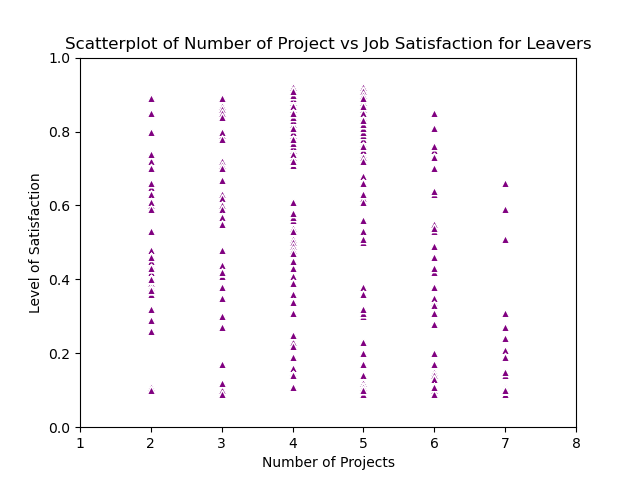 Scatterplot of Number of Project vs Job Satisfaction for Leavers
1.0
0.8
0.6
0.4
0.2
0.0
Level of Satisfaction
1 2 3 4 5 6 7 8
Number of Projects